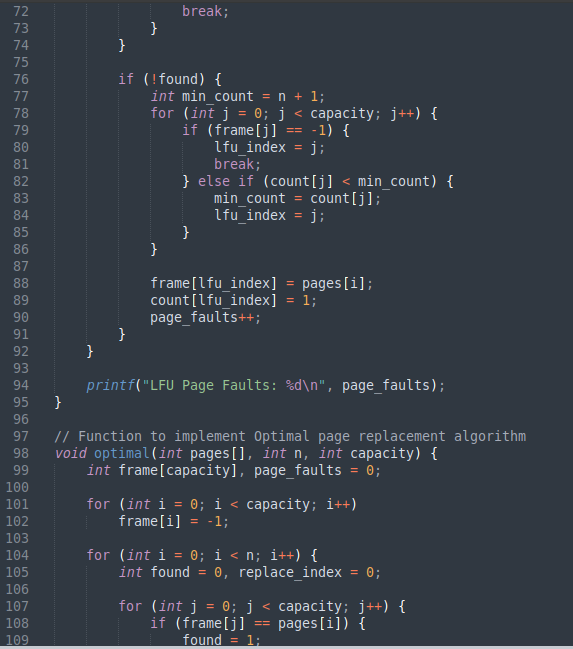 72                 break;
73             }
74         }
75
76         if (!found) {
77             int min_count = n + 1;
78             for (int j = 0; j < capacity; j++) {
79                 if (frame[j] == -1) {
80                     lfu_index = j;
81                     break;
82                 } else if (count[j] < min_count) {
83                     min_count = count[j];
84                     lfu_index = j;
85                 }
86             }
87
88             frame[lfu_index] = pages[i];
89             count[lfu_index] = 1;
90             page_faults++;
91         }
92     }
93
94     printf("LFU Page Faults: %d\n", page_faults);
95 }
96
97 // Function to implement Optimal page replacement algorithm
98 void optimal(int pages[], int n, int capacity) {
99     int frame[capacity], page_faults = 0;
100
101     for (int i = 0; i < capacity; i++)
102         frame[i] = -1;
103
104     for (int i = 0; i < n; i++) {
105         int found = 0, replace_index = 0;
106
107         for (int j = 0; j < capacity; j++) {
108             if (frame[j] == pages[i]) {
109                 found = 1;